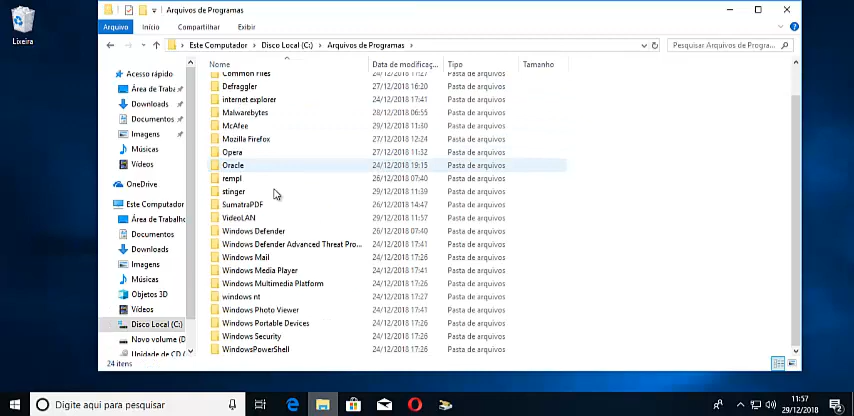 Lixeira
Arquivos de Programas
Arquivo Início Compartilhar Exibir
Este Computador > Disco Local (C:) > Arquivos de Programas >
Pesquisar Arquivos de Progra...
Nome Data de modificaç... Tipo Tamanho
Acesso rápido
Área de Traba
Downloads
Documentos
Imagens
Músicas
Vídeos
OneDrive
Este Computador
Área de Trabalho
Documentos
Downloads
Imagens
Músicas
Objetos 3D
Vídeos
Disco Local (C:)
Novo volume (D
Unidade de CD (
Common Files 24/12/2018 17:27 Pasta de arquivos
Defraggler 27/12/2018 16:20 Pasta de arquivos
internet explorer 24/12/2018 17:41 Pasta de arquivos
Malwarebytes 28/12/2018 06:55 Pasta de arquivos
McAfee 29/12/2018 11:30 Pasta de arquivos
Mozilla Firefox 27/12/2018 12:24 Pasta de arquivos
Opera 27/12/2018 11:32 Pasta de arquivos
Oracle 24/12/2018 19:15 Pasta de arquivos
rempl 26/12/2018 07:40 Pasta de arquivos
stinger 29/12/2018 11:39 Pasta de arquivos
SumatraPDF 26/12/2018 14:47 Pasta de arquivos
VideoLAN 29/12/2018 11:57 Pasta de arquivos
Windows Defender 26/12/2018 07:40 Pasta de arquivos
Windows Defender Advanced Threat Pro... 24/12/2018 17:41 Pasta de arquivos
Windows Mail 24/12/2018 17:26 Pasta de arquivos
Windows Media Player 24/12/2018 17:41 Pasta de arquivos
Windows Multimedia Platform 24/12/2018 17:26 Pasta de arquivos
windows nt 24/12/2018 17:27 Pasta de arquivos
Windows Photo Viewer 24/12/2018 17:41 Pasta de arquivos
Windows Portable Devices 24/12/2018 17:26 Pasta de arquivos
Windows Security 24/12/2018 17:26 Pasta de arquivos
WindowsPowerShell 24/12/2018 17:26 Pasta de arquivos
24 itens
Digite aqui para pesquisar
11:57
29/12/2018
2